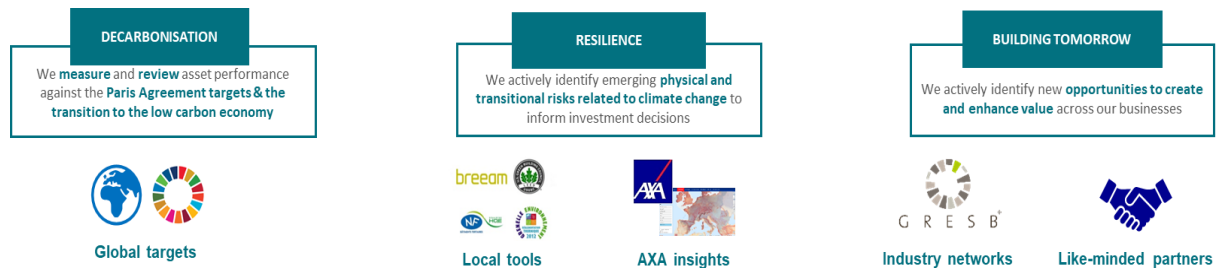 DECARBONISATION
We measure and review asset performance
against the Paris Agreement targets & the
transition to the low carbon economy
Global targets
RESILIENCE
We actively identify emerging physical and
transitional risks related to climate change to
inform investment decisions
breeam
NF
HQE
AXA
Local tools
AXA insights
BUILDING TOMORROW
We actively identify new opportunities to create
and enhance value across our businesses
G R E S B
Industry networks
Like-minded partners